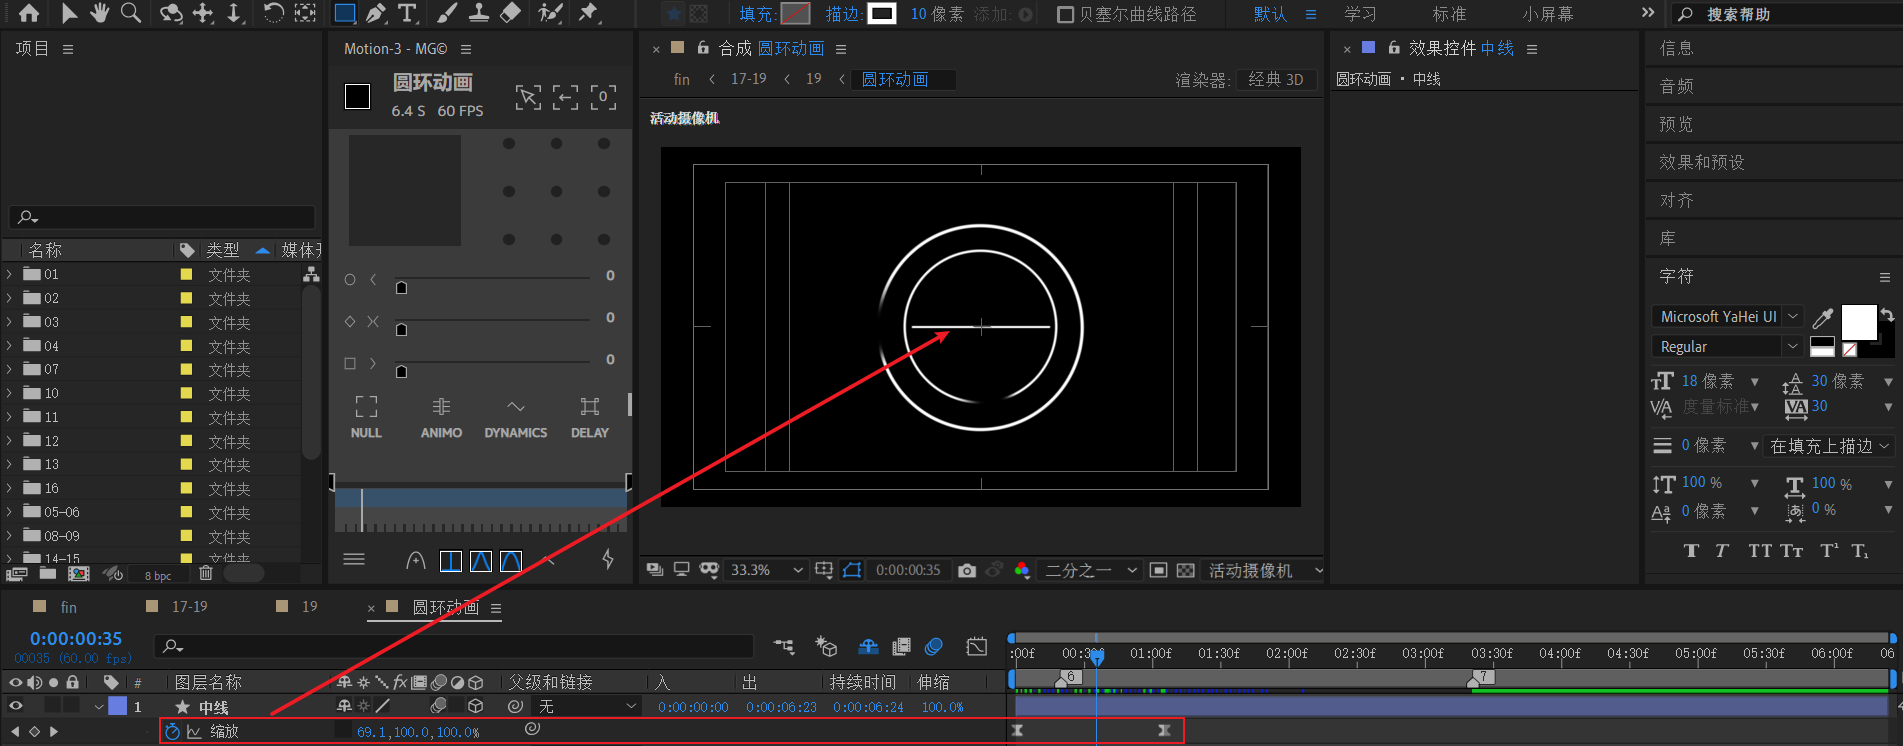 填充: 描边: 10 像素 添加: 贝塞尔曲线路径 默认 学习 标准 小屏幕 搜索帮助
项目
Motion-3 - MG©
圆环动画
6.4 S 60 FPS
0
0
0
NULL ANIMO DYNAMICS DELAY
合成 圆环动画
fin 17-19 19 圆环动画 渲染器: 经典 3D
活动摄像机
33.3% 0:00:00:35 二分之一 活动摄像机
效果控件 中线
圆环动画 • 中线
信息
音频
预览
效果和预设
对齐
库
字符
Microsoft YaHei UI
Regular
18 像素 30 像素
度量标准 30
0 像素 在填充上描边
100 % 100 %
0 像素 0 %
T T TT Tт T¹ T₁
名称 类型 媒体开
01 文件夹
02 文件夹
03 文件夹
04 文件夹
07 文件夹
10 文件夹
11 文件夹
12 文件夹
13 文件夹
16 文件夹
05-06 文件夹
08-09 文件夹
14-15 文件夹
8 bpc
fin 17-19 19 圆环动画
0:00:00:35
00035 (60.00 fps)
:00f 00:30f 01:00f 01:30f 02:00f 02:30f 03:00f 03:30f 04:00f 04:30f 05:00f 05:30f 06:00f 06
6 7
# 图层名称 父级和链接 入 出 持续时间 伸缩
1 中线 无 0:00:00:00 0:00:06:23 0:00:06:24 100.0%
缩放 69.1,100.0,100.0%